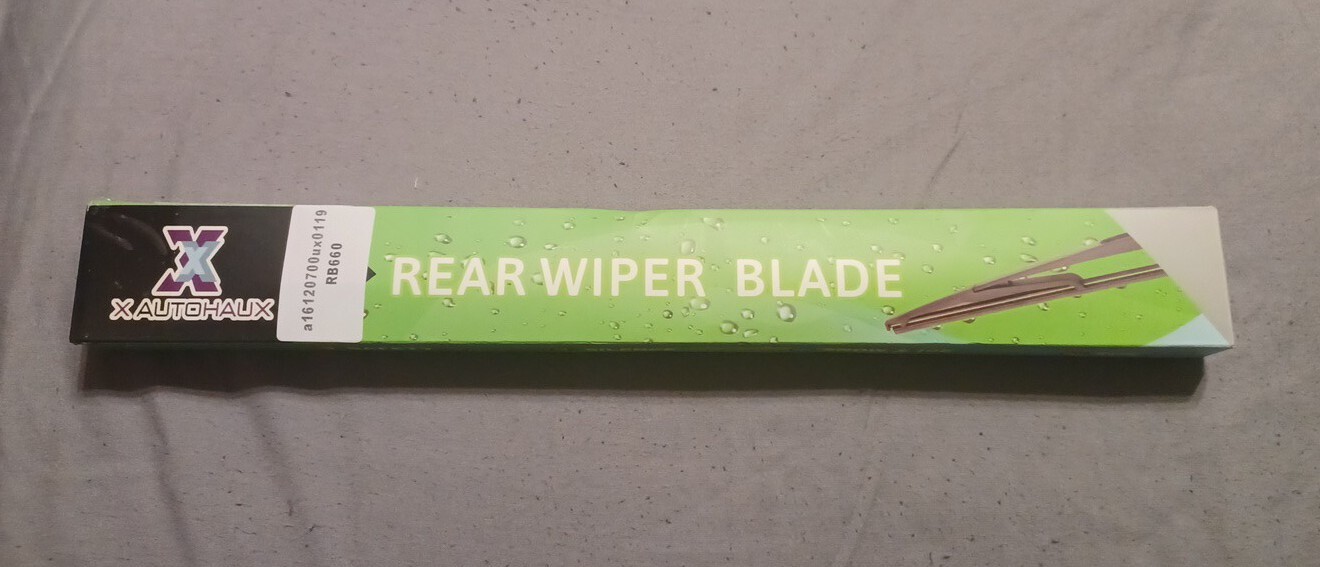 X AUTOHAUX
a16120700ux0119
RB660
REAR WIPER BLADE